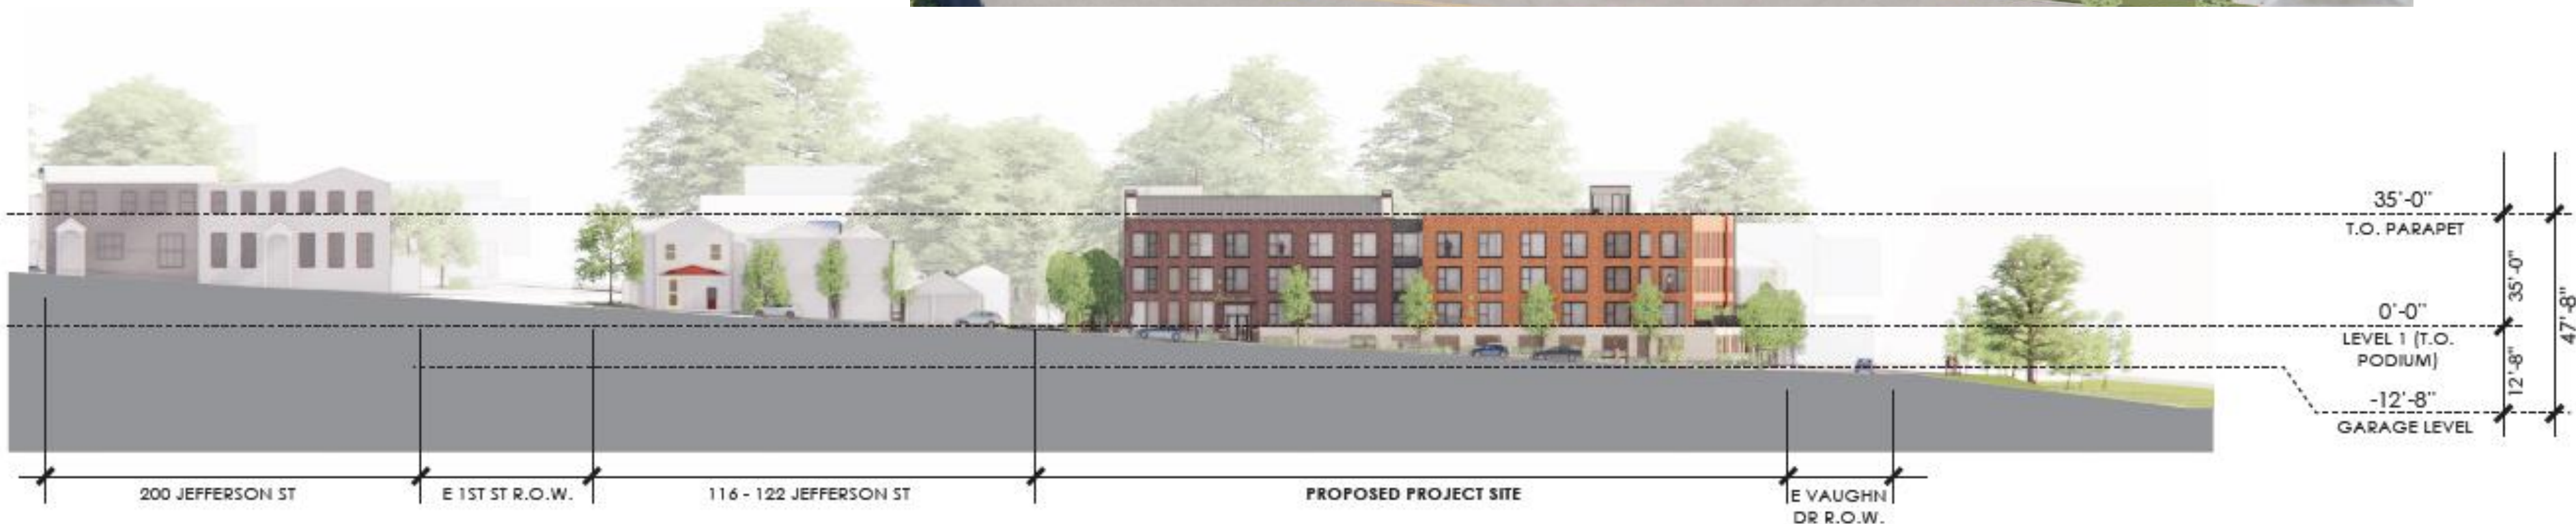 35'-0"
T.O. PARAPET
0'-0"
LEVEL 1 (T.O.
PODIUM)
-12'-8"
GARAGE LEVEL
35'-0"
12'-8"
47'-8"
200 JEFFERSON ST
E 1ST ST R.O.W.
116 - 122 JEFFERSON ST
PROPOSED PROJECT SITE
E VAUGHN
DR R.O.W.